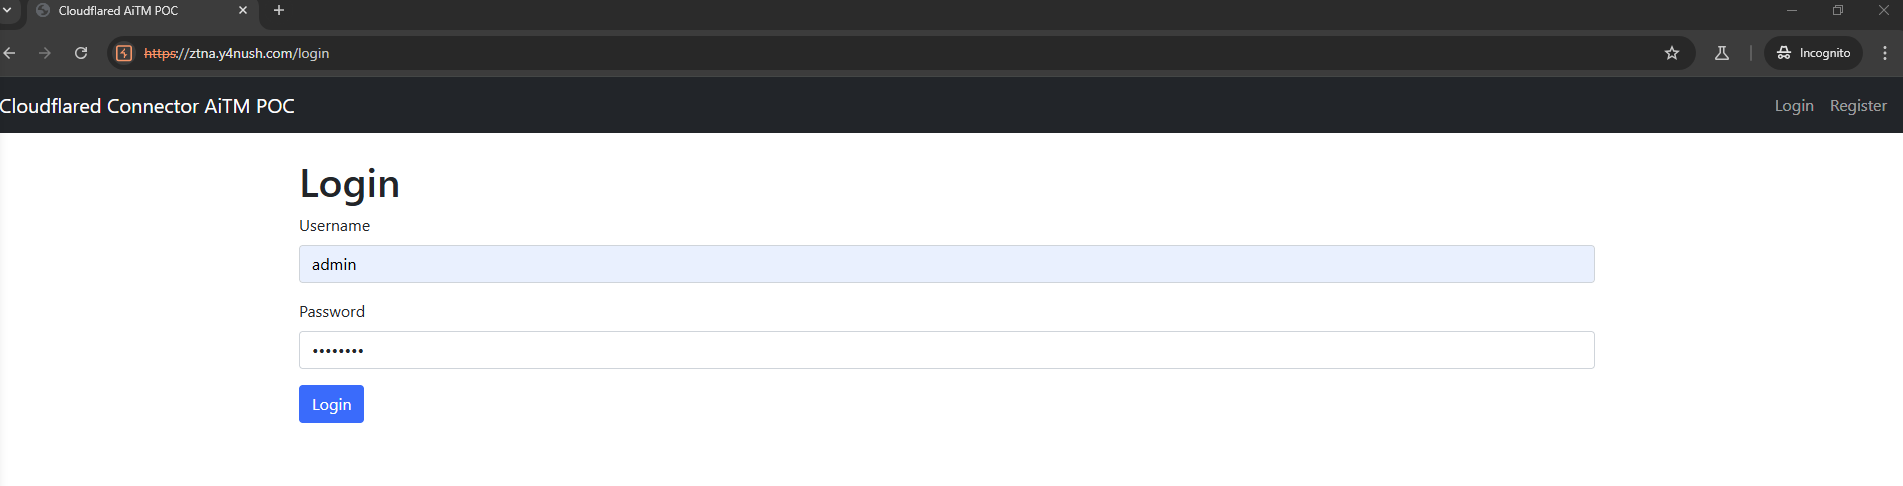 Cloudflared AiTM POC
https://ztna.y4nush.com/login
Incognito
Cloudflared Connector AiTM POC
Login Register
Login
Username
admin
Password
••••••••
Login